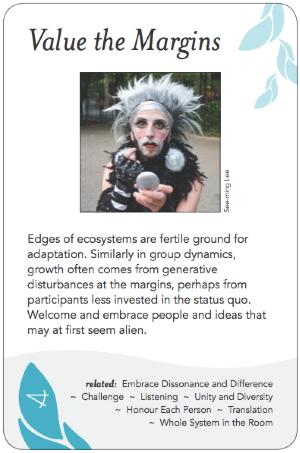 Value the Margins
See-ming Lee
Edges of ecosystems are fertile ground for
adaptation. Similarly in group dynamics,
growth often comes from generative
disturbances at the margins, perhaps from
participants less invested in the status quo.
Welcome and embrace people and ideas that
may at first seem alien.
related: Embrace Dissonance and Difference
~ Challenge ~ Listening ~ Unity and Diversity
~ Honour Each Person ~ Translation
~ Whole System in the Room
4